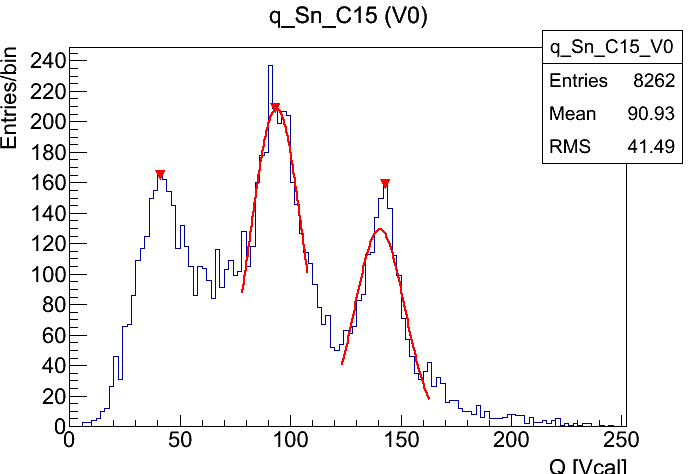 q_Sn_C15 (V0)
q_Sn_C15_V0
Entries 8262
Mean 90.93
RMS 41.49
Entries/bin
240
220
200
180
160
140
120
100
80
60
40
20
0
0 50 100 150 200 250
Q [Vcal]